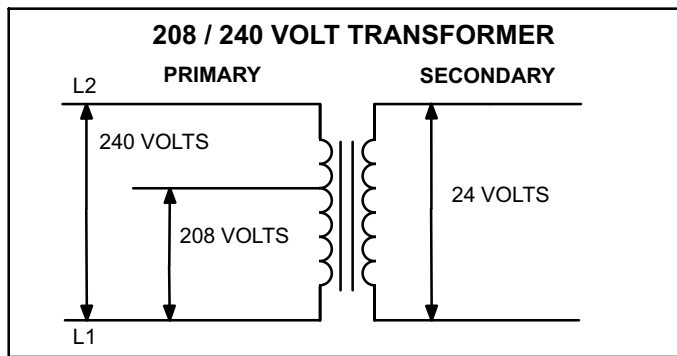 208 / 240 VOLT TRANSFORMER
PRIMARY
SECONDARY
L2
240 VOLTS
24 VOLTS
208 VOLTS
L1